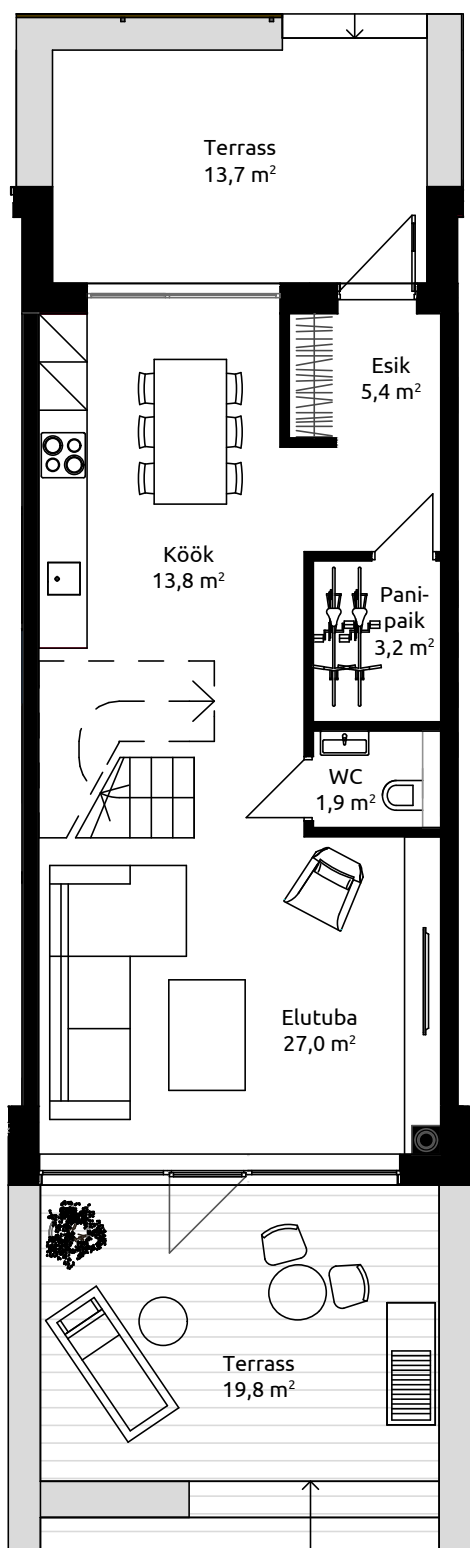 Terrass
13,7 m²
Esik
5,4 m²
Köök
13,8 m²
Pani-
paik
3,2 m²
WC
1,9 m²
Elutuba
27,0 m²
Terrass
19,8 m²